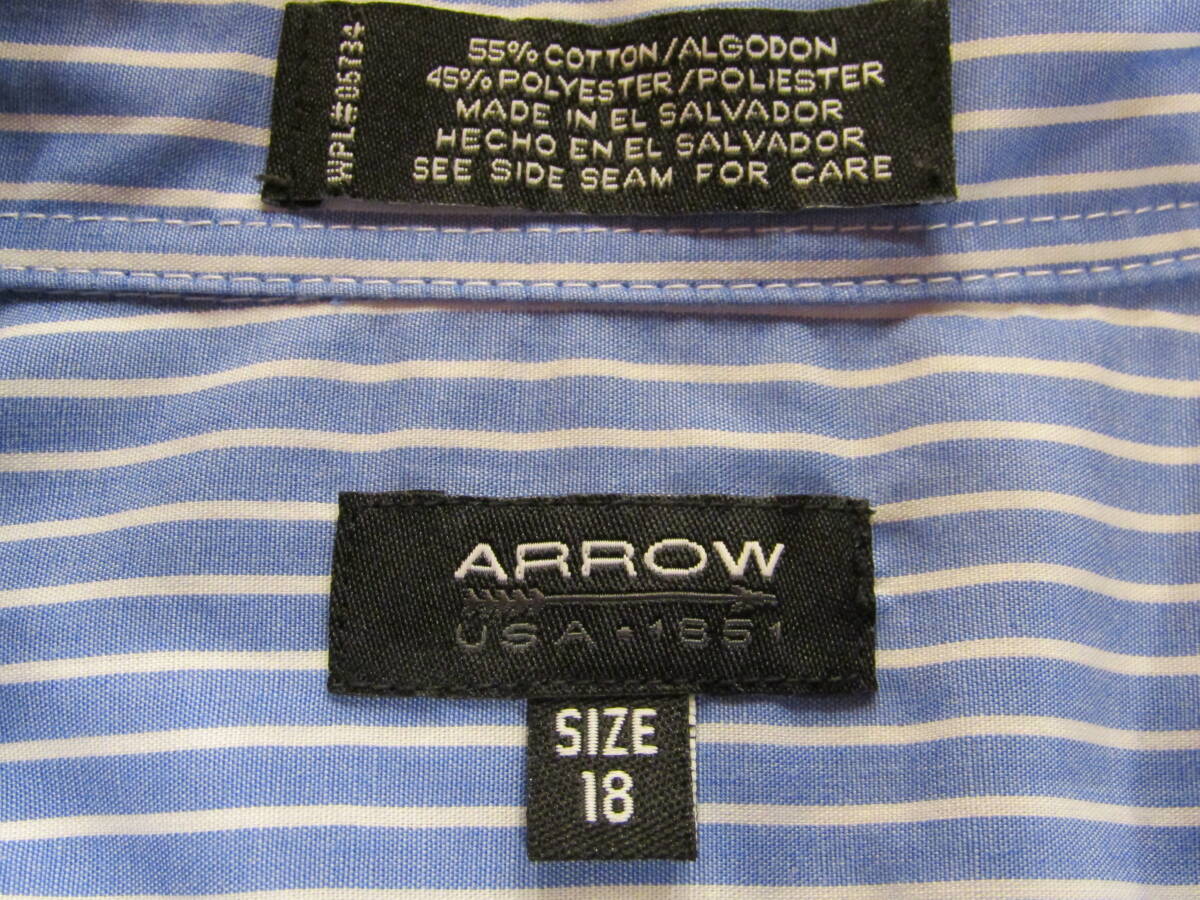 WPL#05734
55% COTTON/ALGODON
45% POLYESTER/POLIESTER
MADE IN EL SALVADOR
HECHO EN EL SALVADOR
SEE SIDE SEAM FOR CARE
ARROW
USA • 1851
SIZE
18